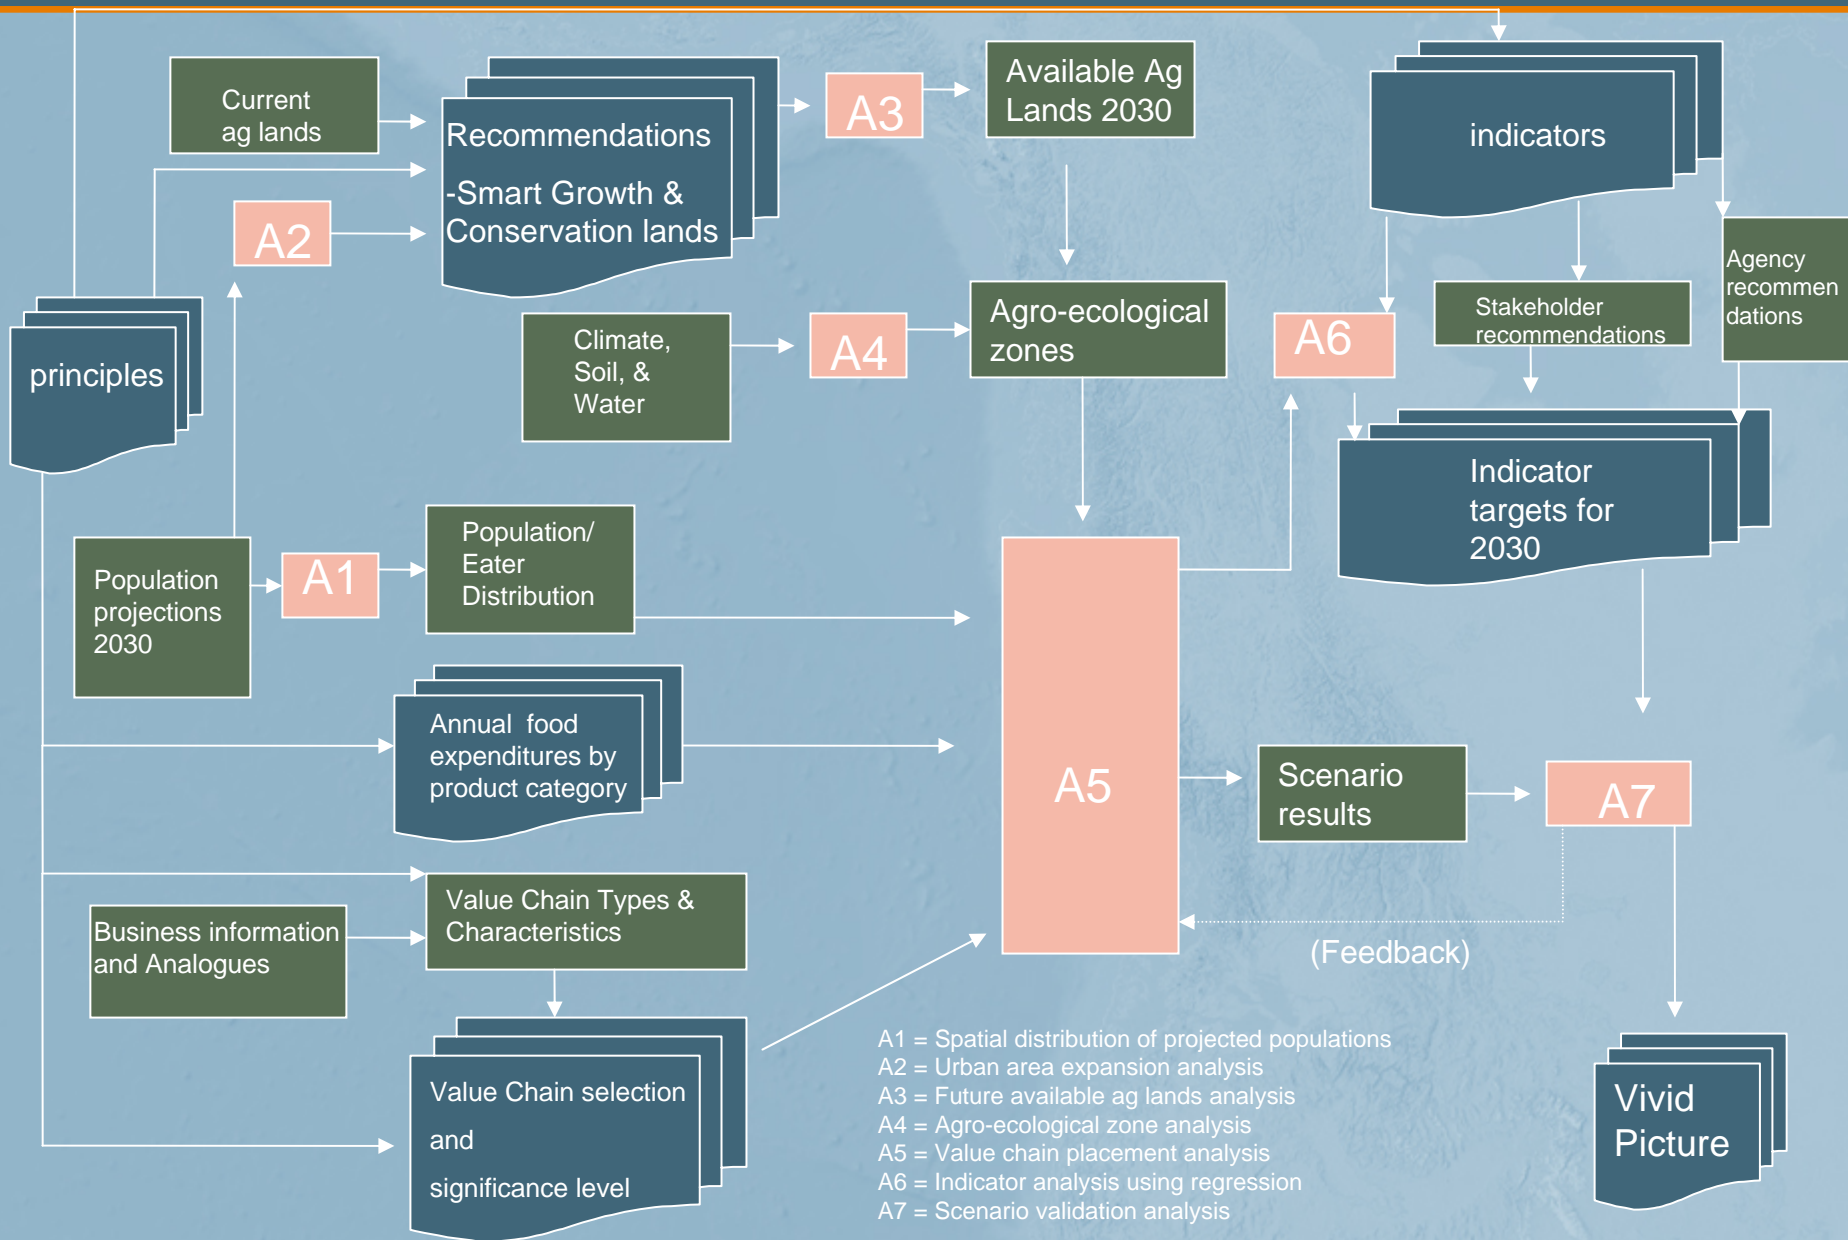 Current
ag lands
Recommendations
-Smart Growth &
Conservation lands
A3
Available Ag
Lands 2030
indicators
A2
Agency
recommen
dations
principles
Climate,
Soil, &
Water
A4
Agro-ecological
zones
A6
Stakeholder
recommendations
Indicator
targets for
2030
Population
projections
2030
A1
Population/
Eater
Distribution
Annual  food
expenditures by
product category
A5
Scenario
results
A7
Business information
and Analogues
Value Chain Types &
Characteristics
(Feedback)
Value Chain selection
and
significance level
A1 = Spatial distribution of projected populations
A2 = Urban area expansion analysis
A3 = Future available ag lands analysis
A4 = Agro-ecological zone analysis
A5 = Value chain placement analysis
A6 = Indicator analysis using regression
A7 = Scenario validation analysis
Vivid
Picture